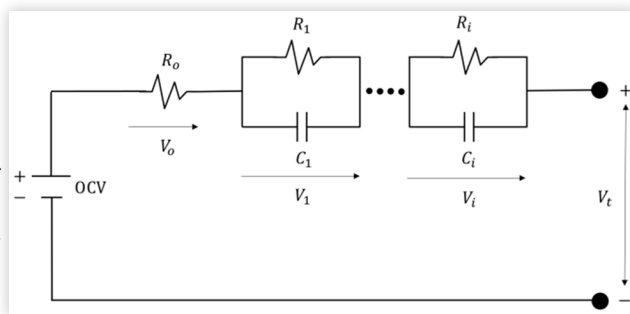 R₁
Rᵢ
Rₒ
+
Vₒ
C₁
Cᵢ
+
OCV
−
V₁
Vᵢ
Vₜ
−